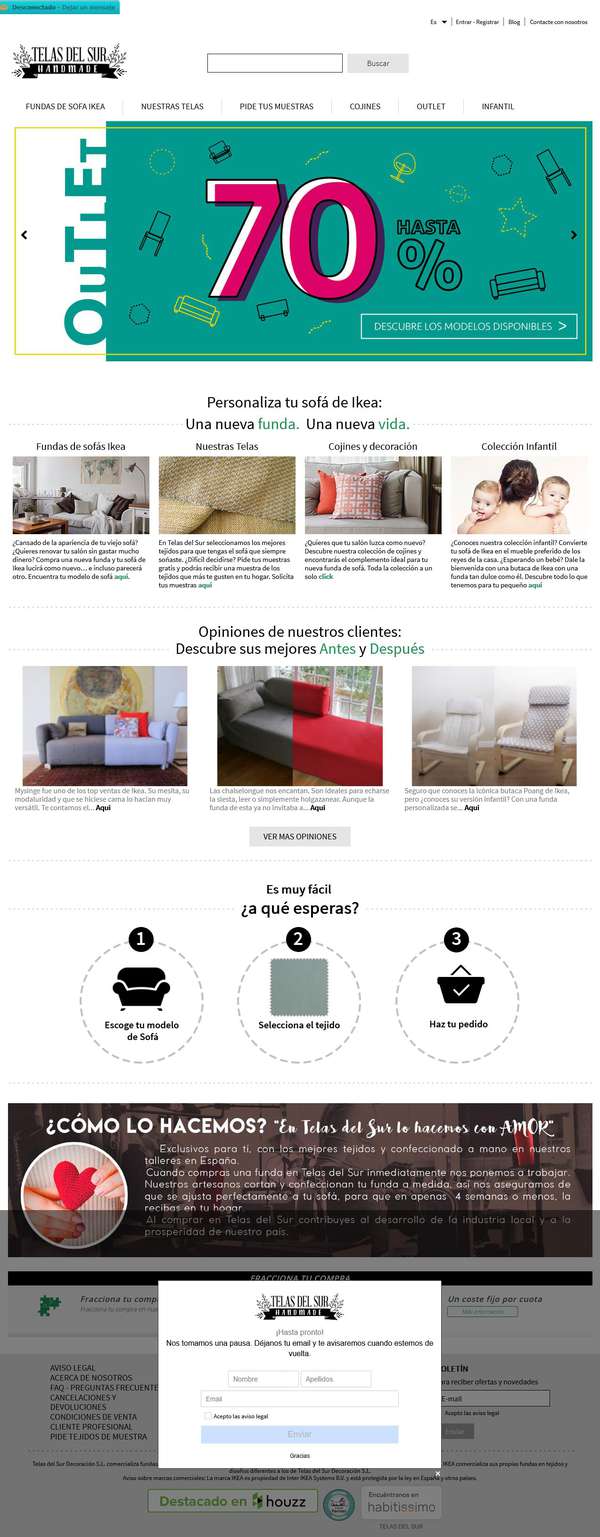 Desconectado - Dejar un mensaje
Es
Entrar - Registrar
Blog
Contacte con nosotros
TELAS DEL SUR
HANDMADE
Buscar
FUNDAS DE SOFA IKEA
NUESTRAS TELAS
PIDE TUS MUESTRAS
COJINES
OUTLET
INFANTIL
OUTLET
70
HASTA
%
DESCUBRE LOS MODELOS DISPONIBLES >
Personaliza tu sofá de Ikea:
Una nueva funda. Una nueva vida.
Fundas de sofás Ikea
¿Cansado de la apariencia de tu viejo sofá?
¿Quieres renovar tu salón sin gastar mucho
dinero? Compra una nueva funda y tu sofá de
Ikea lucirá como nuevo… e incluso parecerá
otro. Encuentra tu modelo de sofá aquí.
Nuestras Telas
En Telas del Sur seleccionamos los mejores
tejidos para que tengas el sofá que siempre
soñaste. ¿Difícil decidirse? Pide tus muestras
gratis y podrás recibir una muestra de los
tejidos que más te gusten en tu hogar. Solicita
tus muestras aquí
Cojines y decoración
¿Quieres que tu salón luzca como nuevo?
Descubre nuestra colección de cojines y
encontrarás el complemento ideal para tu
nueva funda de sofá. Toda la colección a un
solo click
Colección Infantil
¿Conoces nuestra colección infantil? Convierte
tu sofa de Ikea en el mueble preferido de los
reyes de la casa. ¿Esperando un bebé? Dale la
bienvenida con una butaca de Ikea con una
funda tan dulce como él. Descubre todo lo que
tenemos para tu pequeño aquí
Opiniones de nuestros clientes:
Descubre sus mejores Antes y Después
Mysinge fue uno de los top ventas de Ikea. Su mesita, su
modaluridad y que se hiciese cama lo hacían muy
versátil. Te contamos el... Aqui
Las chaiselongue nos encantan. Son ideales para echarse
la siesta, leer o simplemente holgazanear. Aunque la
funda de esta ya no invitaba a... Aqui
Seguro que conoces la icónica butaca Poang de Ikea,
pero ¿conoces su versión infantil? Con una funda
personalizada se... Aqui
VER MAS OPINIONES
Es muy fácil
¿a qué esperas?
1
Escoge tu modelo
de Sofá
2
Selecciona el tejido
3
Haz tu pedido
¿CÓMO LO HACEMOS? "En Telas del Sur lo hacemos con AMOR"
Exclusivos para ti, con los mejores tejidos y confeccionado a mano en nuestros
talleres en España.
Cuando compras una funda en Telas del Sur inmediatamente nos ponemos a trabajar.
Nuestros artesanos cortan y confeccionan tu funda a medida, así nos aseguramos de
que se ajusta perfectamente a tu sofá, para que en apenas 4 semanas o menos, la
recibas en tu hogar.
Al comprar en Telas del Sur contribuyes al desarrollo de la industria local y a la
prosperidad de nuestro país.
FRACCIONA TU COMPRA
Fracciona tu comp
Fracciona tu compra en nue
Un coste fijo por cuota
Más información
TELAS DEL SUR
HANDMADE
¡Hasta pronto!
Nos tomamos una pausa. Déjanos tu email y te avisaremos cuando estemos de
vuelta.
Nombre
Apellidos
Email
Acepto las aviso legal
Enviar
Gracias
×
AVISO LEGAL
ACERCA DE NOSOTROS
FAQ - PREGUNTAS FRECUENTE
CANCELACIONES Y
DEVOLUCIONES
CONDICIONES DE VENTA
CLIENTE PROFESIONAL
PIDE TEJIDOS DE MUESTRA
OLETÍN
ara recibir ofertas y novedades
E-mail
Acepto las aviso legal
Enviar
Telas del Sur Decoración S.L. comercializa fundas
IKEA comercializa sus propias fundas en tejidos y
diseños diferentes a los de Telas del Sur Decoración S.L.
Aviso sobre marcas comerciales: La marca IKEA es propiedad de Inter IKEA Systems B.V. y está protegida por la ley en España y otros países.
Destacado en houzz
Encuéntranos en
habitissimo
TELAS DEL SUR